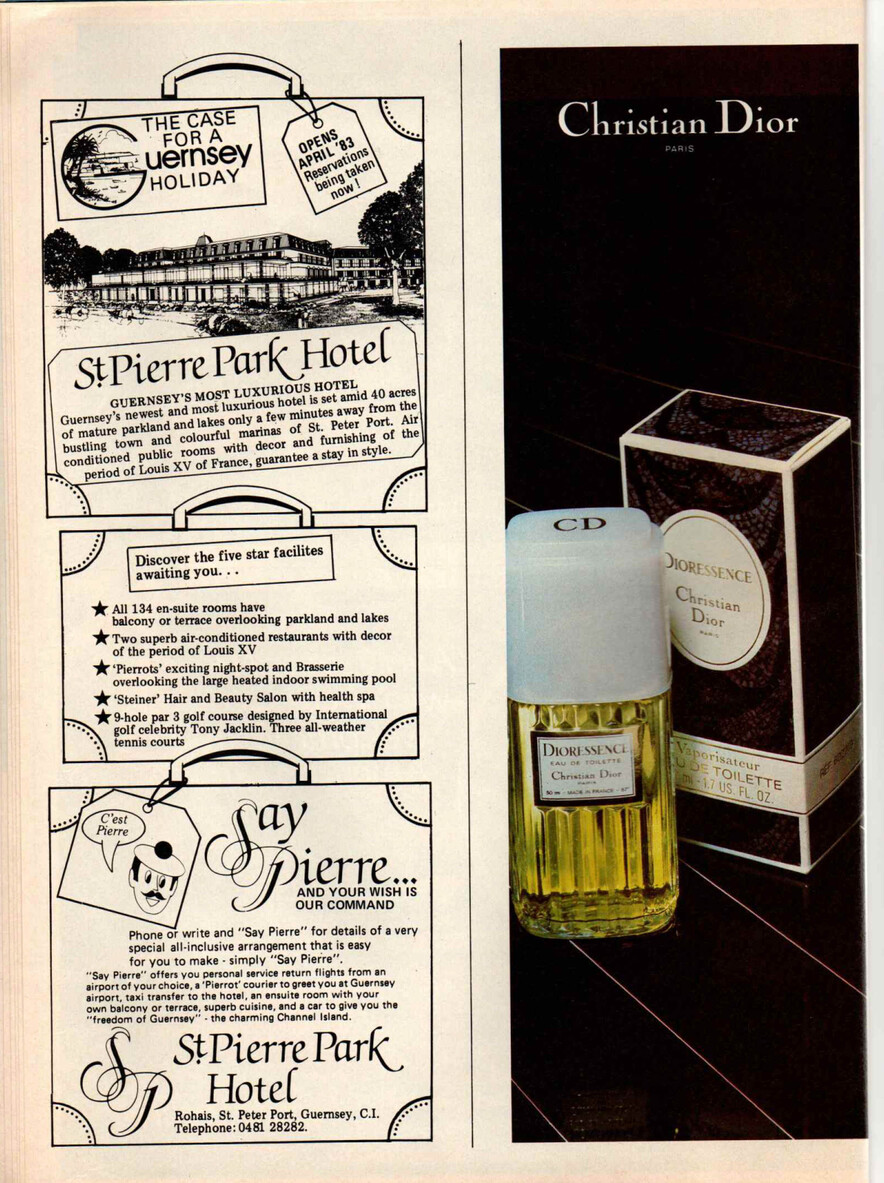 THE CASE
FOR A
Guernsey
HOLIDAY
OPENS
APRIL '83
Reservations
being taken
now!
St. Pierre Park Hotel
GUERNSEY'S MOST LUXURIOUS HOTEL
Guernsey's newest and most luxurious hotel is set amid 40 acres
of mature parkland and lakes only a few minutes away from the
bustling town and colourful marinas of St. Peter Port. Air
conditioned public rooms with decor and furnishing of the
period of Louis XV of France, guarantee a stay in style.
Discover the five star facilites
awaiting you. . .
★ All 134 en-suite rooms have
balcony or terrace overlooking parkland and lakes
★ Two superb air-conditioned restaurants with decor
of the period of Louis XV
★ 'Pierrots' exciting night-spot and Brasserie
overlooking the large heated indoor swimming pool
★ 'Steiner' Hair and Beauty Salon with health spa
★ 9-hole par 3 golf course designed by International
golf celebrity Tony Jacklin. Three all-weather
tennis courts
C'est
Pierre
Say
Pierre...
AND YOUR WISH IS
OUR COMMAND
Phone or write and "Say Pierre" for details of a very
special all-inclusive arrangement that is easy
for you to make - simply "Say Pierre".
"Say Pierre" offers you personal service return flights from an
airport of your choice, a 'Pierrot' courier to greet you at Guernsey
airport, taxi transfer to the hotel, an ensuite room with your
own balcony or terrace, superb cuisine, and a car to give you the
"freedom of Guernsey" - the charming Channel Island.
SP
St. Pierre Park
Hotel
Rohais, St. Peter Port, Guernsey, C.I.
Telephone: 0481 28282.
Christian Dior
PARIS
CD
DIORESSENCE
EAU DE TOILETTE
Christian Dior
PARIS
50 ml - MADE IN FRANCE
DIORESSENCE
Christian
Dior
PARIS
Vaporisateur
U DE TOILETTE
ml - 1.7 US. FL. OZ.